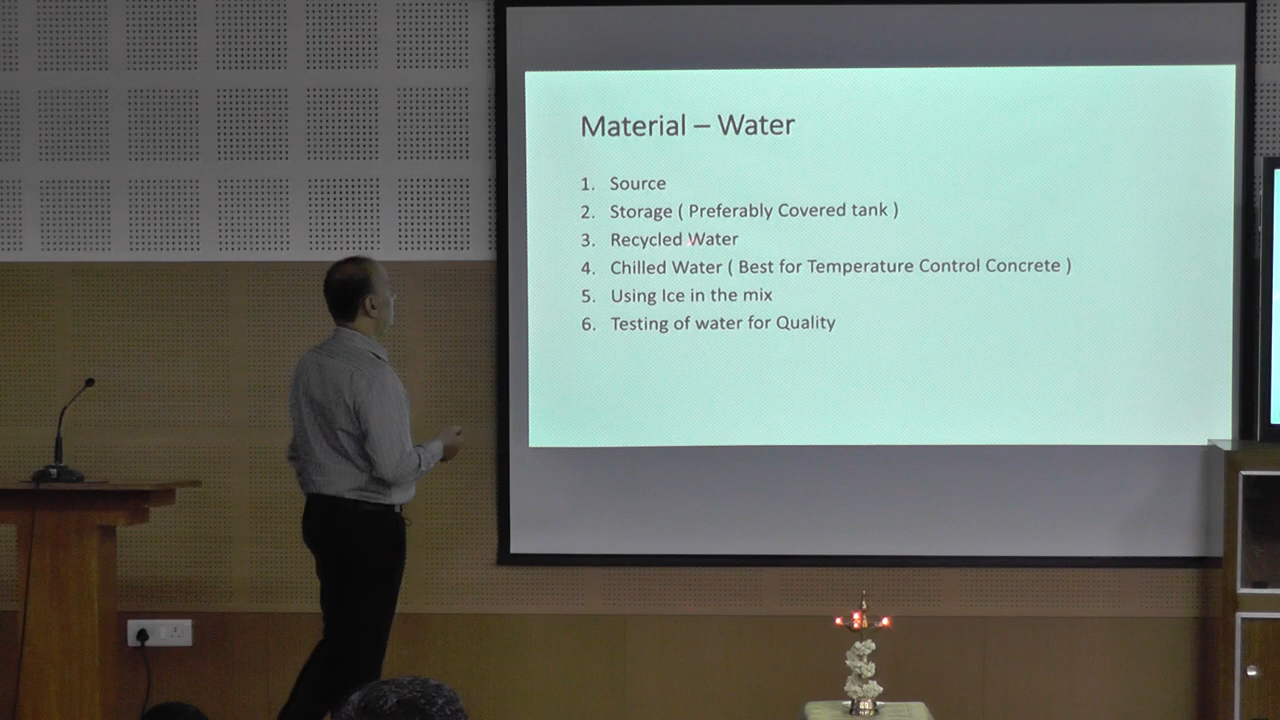 Material – Water
1. Source
2. Storage ( Preferably Covered tank )
3. Recycled Water
4. Chilled Water ( Best for Temperature Control Concrete )
5. Using Ice in the mix
6. Testing of water for Quality